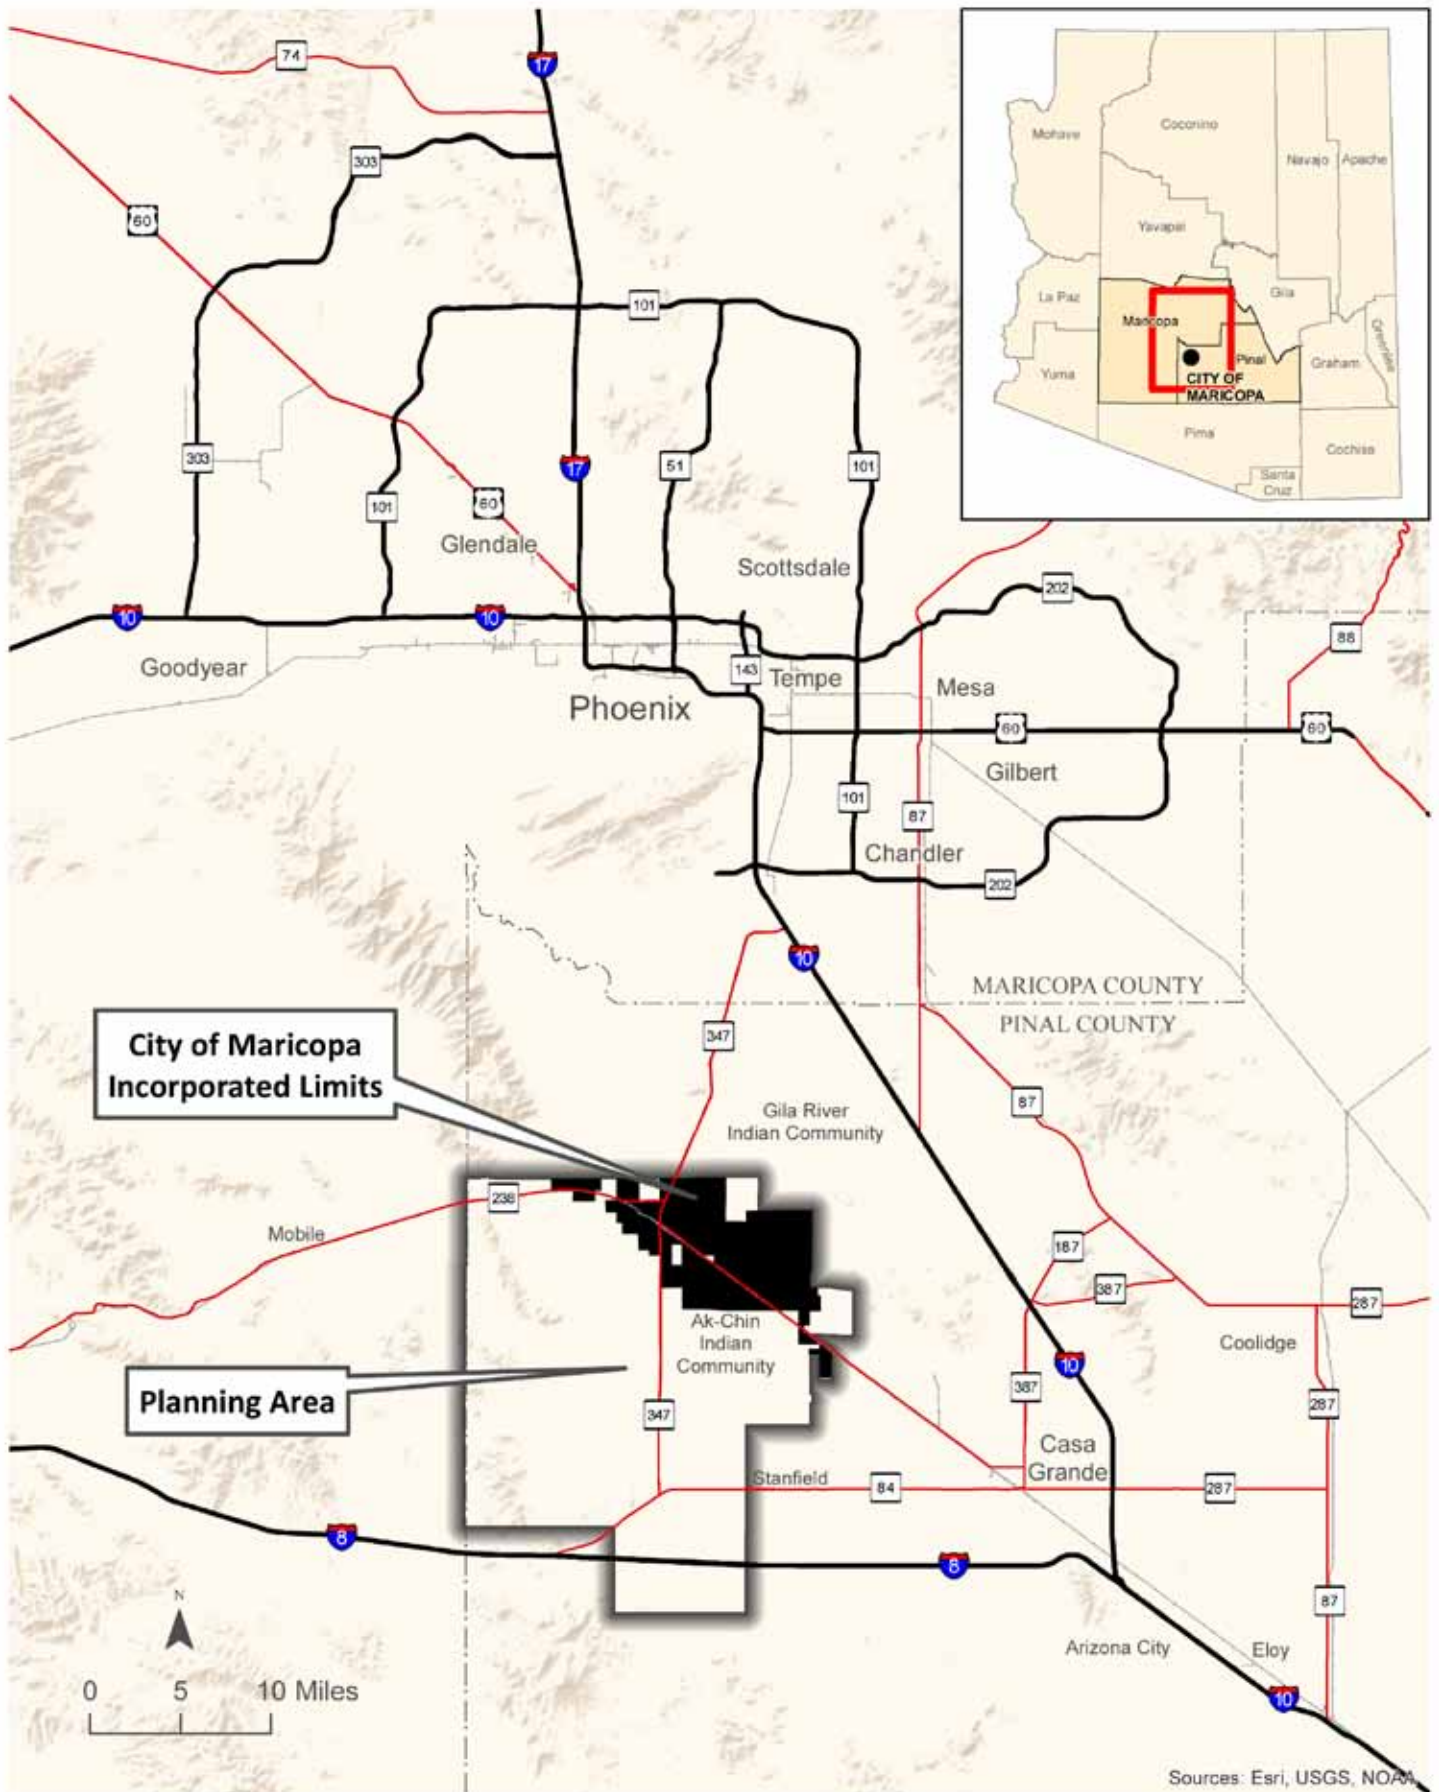 74
17
303
60
Mohave
Coconino
Navajo
Apache
Yavapai
La Paz
Gila
Maricopa
Pinal
Yuma
CITY OF
MARICOPA
Graham
Greenlee
Pima
Cochise
Santa
Cruz
101
303
17
51
101
101
60
Glendale
Scottsdale
202
10
10
88
Goodyear
143
Tempe
Mesa
Phoenix
60
60
Gilbert
101
87
Chandler
202
10
MARICOPA COUNTY
PINAL COUNTY
347
City of Maricopa
Incorporated Limits
87
Gila River
Indian Community
238
Mobile
187
387
287
Ak-Chin
Indian
Community
Coolidge
10
Planning Area
387
287
347
Casa
Grande
Stanfield
84
287
8
8
N
87
Arizona City
Eloy
0 5 10 Miles
10
Sources: Esri, USGS, NOAA